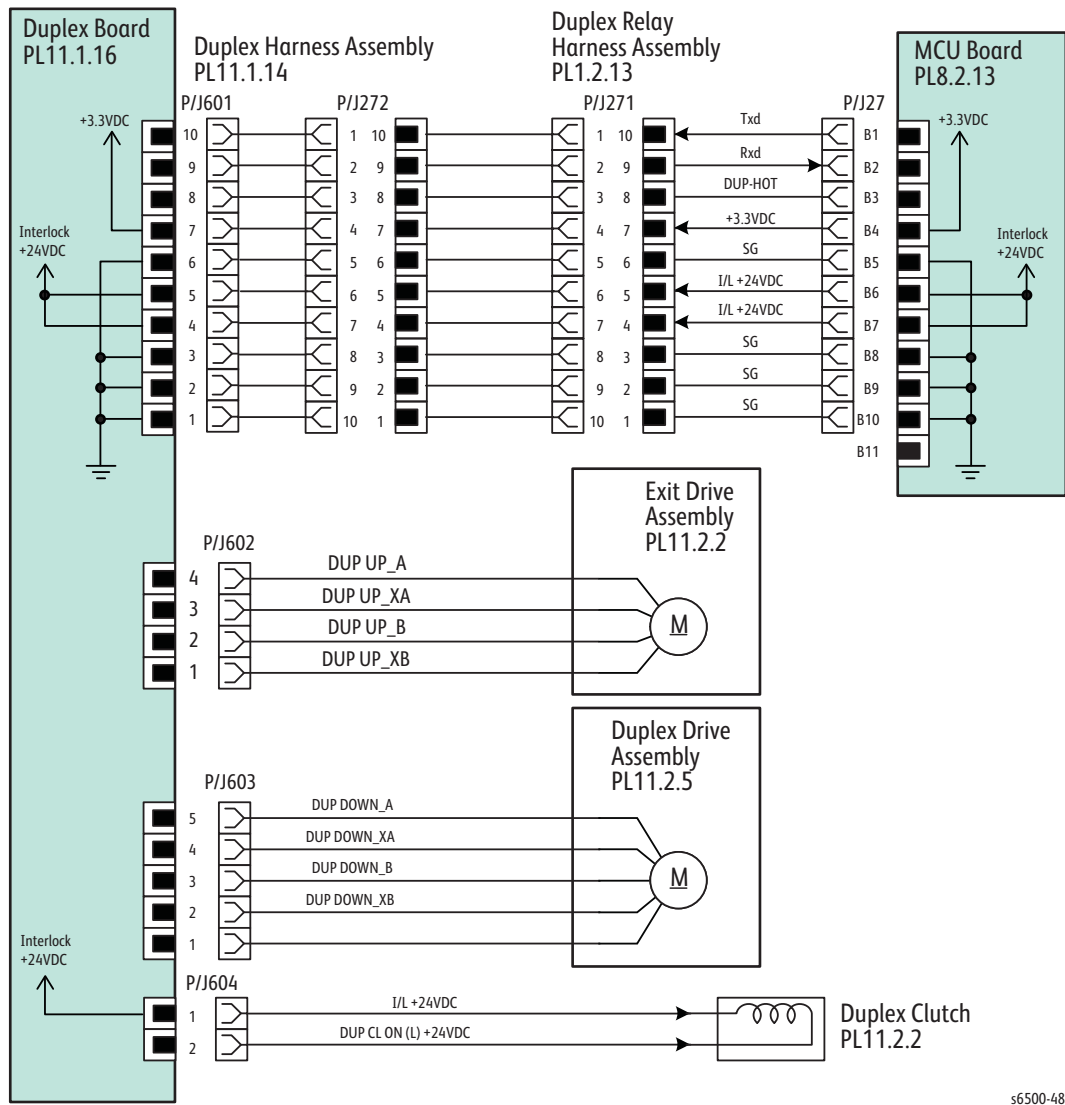 Duplex Board
PL11.1.16
Duplex Harness Assembly
PL11.1.14
Duplex Relay
Harness Assembly
PL1.2.13
MCU Board
PL8.2.13
P/J601 P/J272 P/J271 P/J27
+3.3VDC +3.3VDC
10 1 10 1 10 Txd B1
9 2 9 2 9 Rxd B2
8 3 8 3 8 DUP-HOT B3
7 4 7 4 7 +3.3VDC B4
Interlock
+24VDC
Interlock
+24VDC
6 5 6 5 6 SG B5
5 6 5 6 5 I/L +24VDC B6
4 7 4 7 4 I/L +24VDC B7
3 8 3 8 3 SG B8
2 9 2 9 2 SG B9
1 10 1 10 1 SG B10
B11
Exit Drive
Assembly
PL11.2.2
P/J602
4 DUP UP_A
3 DUP UP_XA
2 DUP UP_B
1 DUP UP_XB
M
Duplex Drive
Assembly
PL11.2.5
P/J603
5 DUP DOWN_A
4 DUP DOWN_XA
3 DUP DOWN_B
2 DUP DOWN_XB
1
M
Interlock
+24VDC
P/J604
1 I/L +24VDC
2 DUP CL ON (L) +24VDC
Duplex Clutch
PL11.2.2
s6500-48